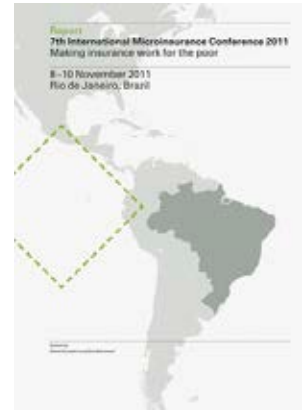 Report
7th International Microinsurance Conference 2011
Making insurance work for the poor
8–10 November 2011
Rio de Janeiro, Brazil